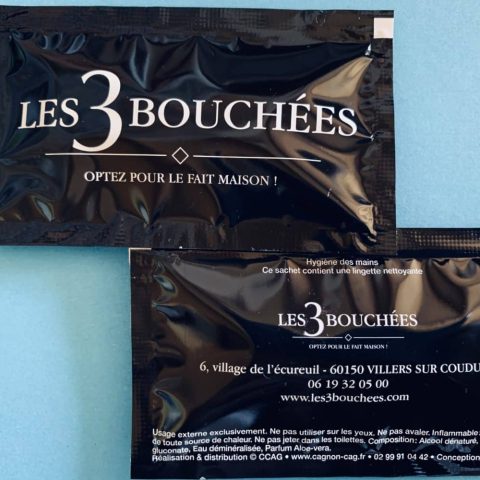 LES 3 BOUCHÉES
OPTEZ POUR LE FAIT MAISON !
Hygiène des mains
Ce sachet contient une lingette nettoyante
LES 3 BOUCHÉES
OPTEZ POUR LE FAIT MAISON !
6, village de l'écureuil - 60150 VILLERS SUR COUDU
06 19 32 05 00
www.les3bouchees.com
Usage externe exclusivement. Ne pas utiliser sur les yeux. Ne pas avaler. Inflammable:
de toute source de chaleur. Ne pas jeter dans les toilettes. Composition: Alcool dénaturé,
gluconate, Eau déminéralisée, Parfum Aloe-vera.
Réalisation & distribution © CCAG • www.cagnon-cag.fr • 02 99 91 04 42 • Conception